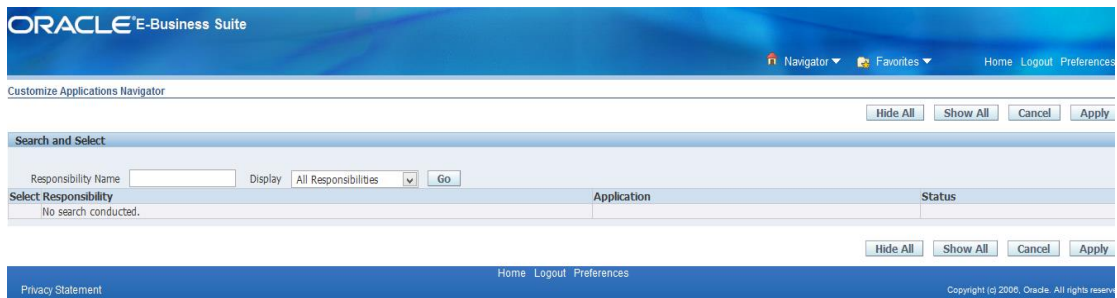 ORACLE® E-Business Suite
Navigator Favorites Home Logout Preferences
Customize Applications Navigator
Hide All Show All Cancel Apply
Search and Select
Responsibility Name Display All Responsibilities Go
Select Responsibility Application Status
No search conducted.
Hide All Show All Cancel Apply
Home Logout Preferences
Privacy Statement Copyright (c) 2006, Oracle. All rights reserve